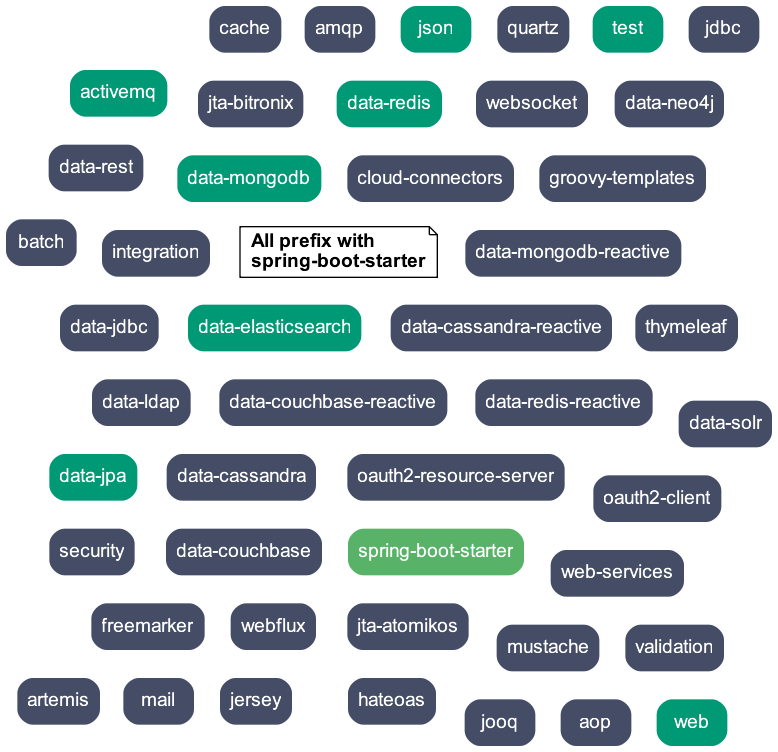 cache
amqp
json
quartz
test
jdbc
activemq
jta-bitronix
data-redis
websocket
data-neo4j
data-rest
data-mongodb
cloud-connectors
groovy-templates
batch
integration
All prefix with
spring-boot-starter
data-mongodb-reactive
data-jdbc
data-elasticsearch
data-cassandra-reactive
thymeleaf
data-ldap
data-couchbase-reactive
data-redis-reactive
data-solr
data-jpa
data-cassandra
oauth2-resource-server
oauth2-client
security
data-couchbase
spring-boot-starter
web-services
freemarker
webflux
jta-atomikos
mustache
validation
artemis
mail
jersey
hateoas
jooq
aop
web